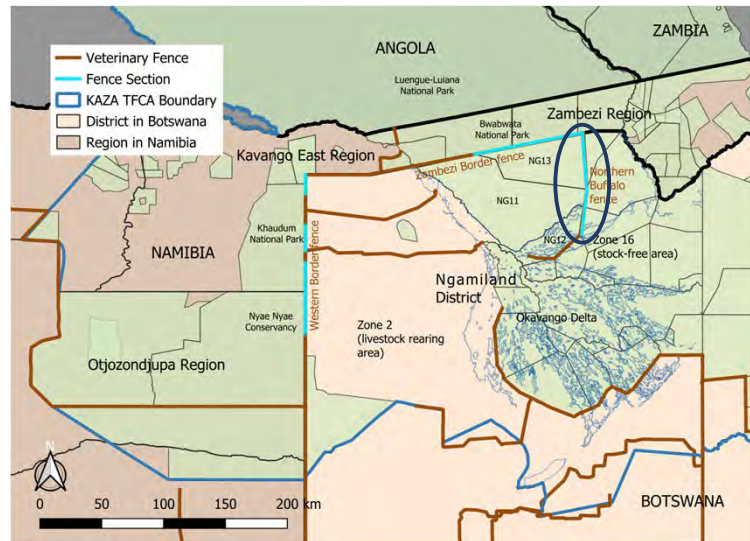 ANGOLA
ZAMBIA
Veterinary Fence
Fence Section
KAZA TFCA Boundary
District in Botswana
Region in Namibia
Luengue-Luiana
National Park
Bwabwata
National Park
Zambezi Region
Kavango East Region
Zambezi Border fence
NG13
Northern
Buffalo
fence
Khaudum
National Park
NG11
NAMIBIA
NG12
Zone 16
(stock-free area)
Western Border fence
Ngamiland
District
Nyae Nyae
Conservancy
Zone 2
(livestock rearing
area)
Okavango Delta
Otjozondjupa Region
N
BOTSWANA
0 50 100 150 200 km